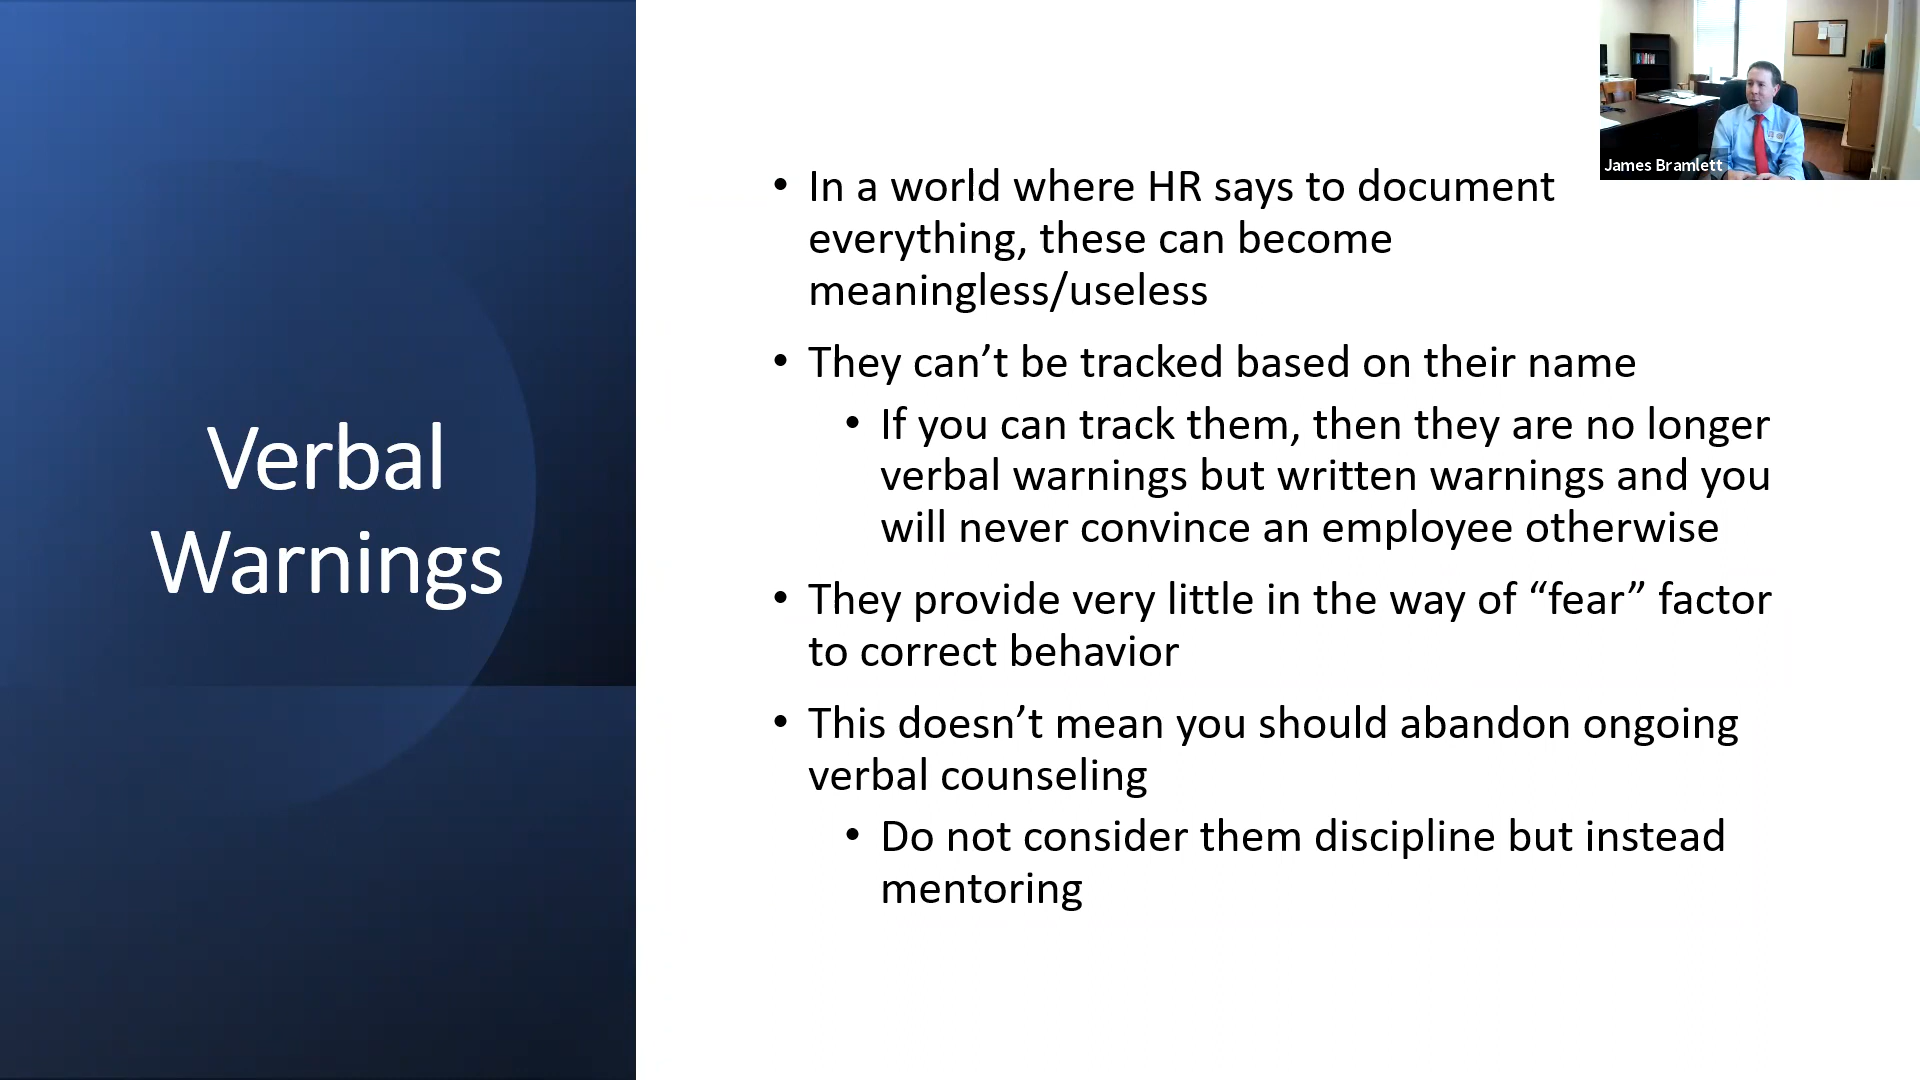 Verbal
Warnings
• In a world where HR says to document
everything, these can become
meaningless/useless
• They can’t be tracked based on their name
• If you can track them, then they are no longer
verbal warnings but written warnings and you
will never convince an employee otherwise
• They provide very little in the way of “fear” factor
to correct behavior
• This doesn’t mean you should abandon ongoing
verbal counseling
• Do not consider them discipline but instead
mentoring
James Bramlett